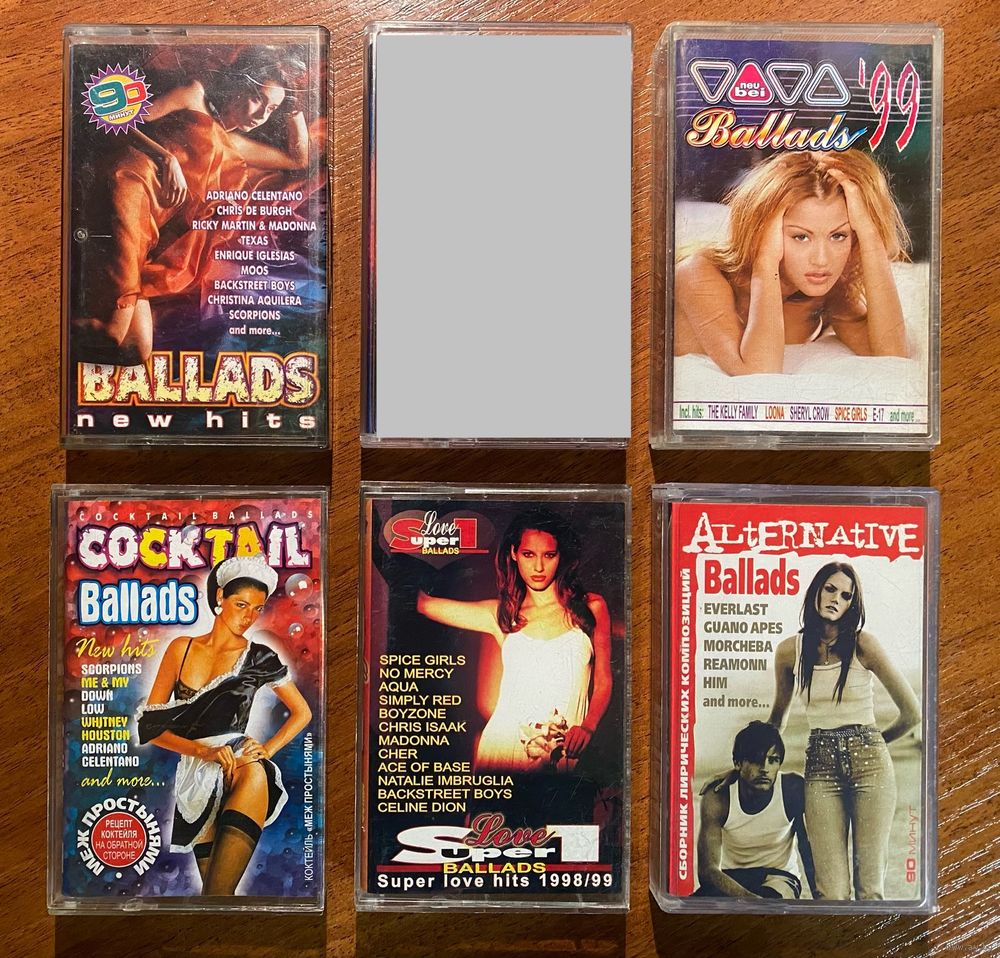 90
МИНУТ
ADRIANO CELENTANO
CHRIS DE BURGH
RICKY MARTIN & MADONNA
TEXAS
ENRIQUE IGLESIAS
MOOS
BACKSTREET BOYS
CHRISTINA AQUILERA
SCORPIONS
and more...
BALLADS
new hits
VIVA
neu
bei
Ballads '99
Incl. hits: THE KELLY FAMILY LOONA SHERYL CROW SPICE GIRLS E-17 and more...
COCKTAIL BALLADS
COCKTAIL
Ballads
New hits
SCORPIONS
ME & MY
DOWN
LOW
WHITNEY
HOUSTON
ADRIANO
CELENTANO
and more...
МЕЖ ПРОСТЫНЯМИ
РЕЦЕПТ
КОКТЕЙЛЯ
НА ОБРАТНОЙ
СТОРОНЕ
КОКТЕЙЛЬ «МЕЖ ПРОСТЫНЯМИ»
Love
Super 1
BALLADS
SPICE GIRLS
NO MERCY
AQUA
SIMPLY RED
BOYZONE
CHRIS ISAAK
MADONNA
CHER
ACE OF BASE
NATALIE IMBRUGLIA
BACKSTREET BOYS
CELINE DION
Love
Super 1
BALLADS
Super love hits 1998/99
ALTERNATIVE
Ballads
EVERLAST
GUANO APES
MORCHEBA
REAMONN
HIM
and more...
СБОРНИК ЛИРИЧЕСКИХ КОМПОЗИЦИЙ
90 МИНУТ